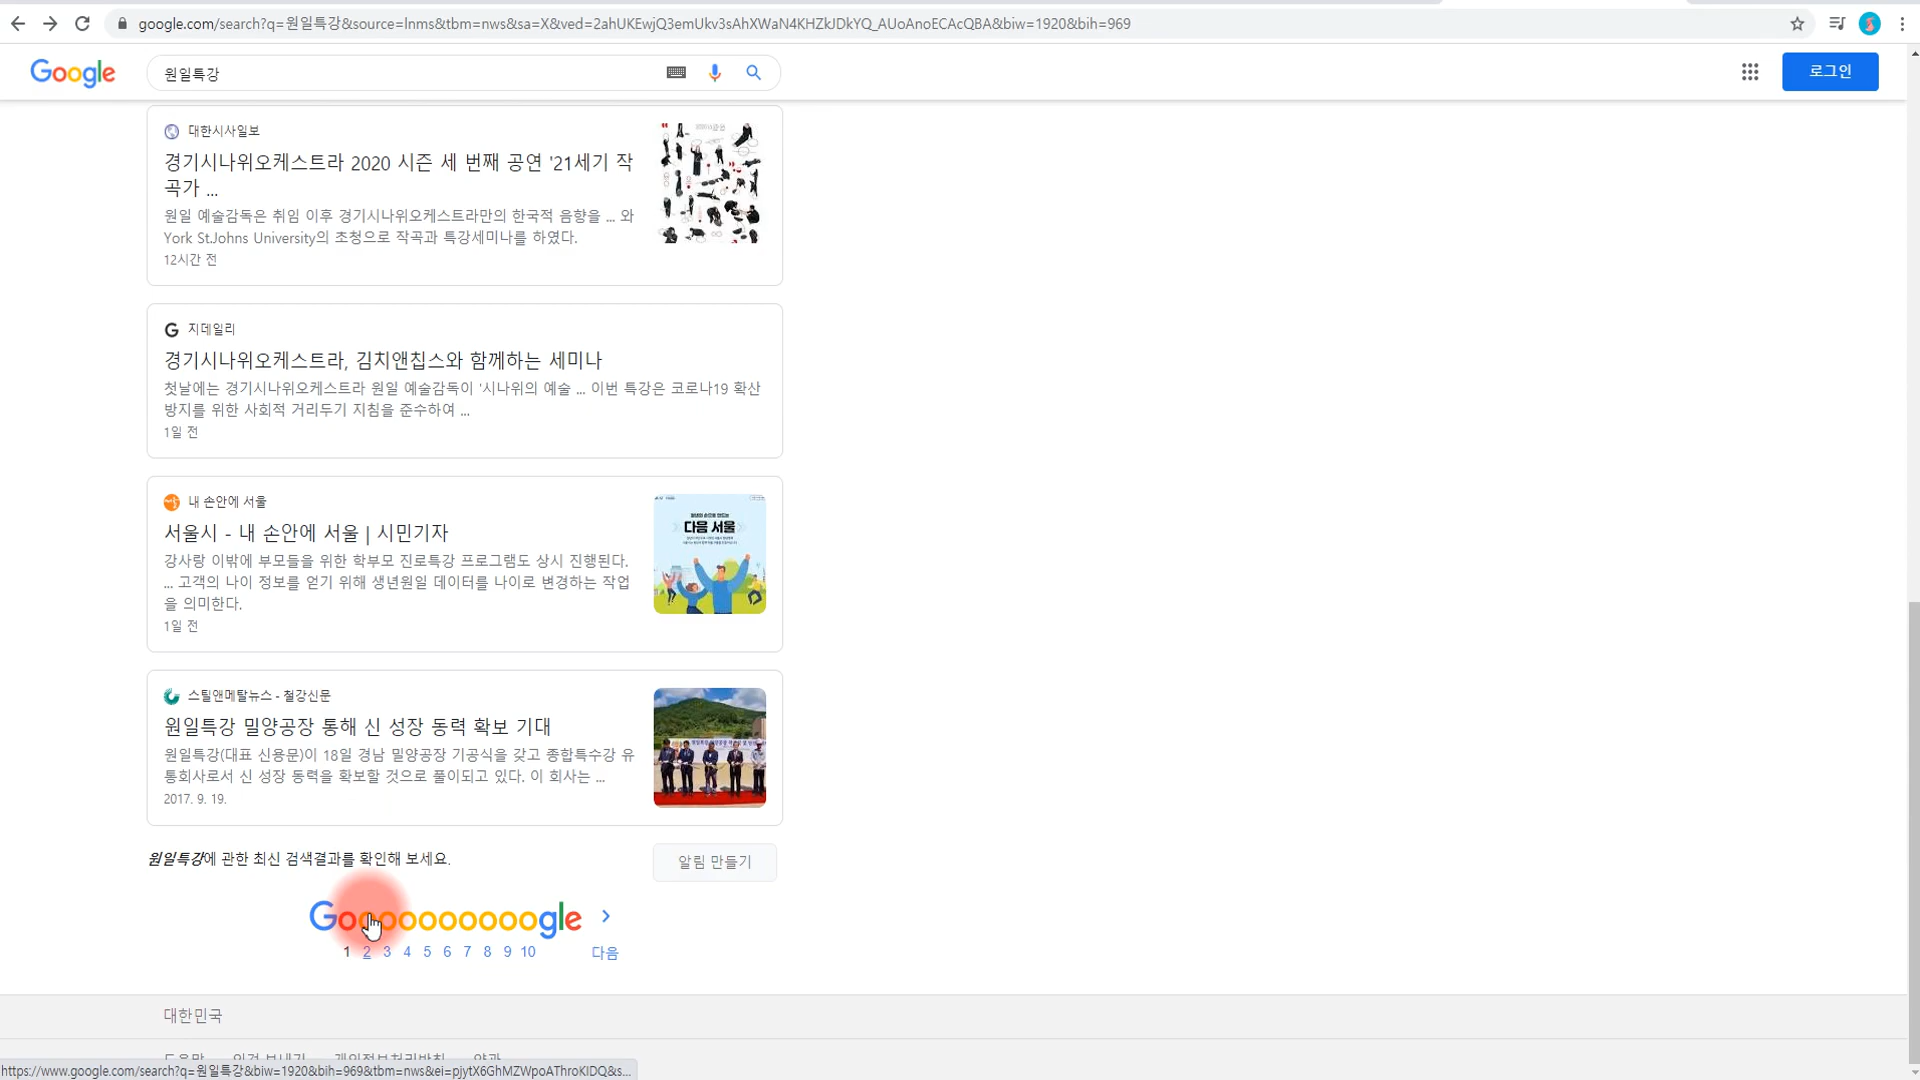 google.com/search?q=원일특강&source=lnms&tbm=nws&sa=X&ved=2ahUKEwjQ3emUkv3sAhXWaN4KHZkJDkYQ_AUoAnoECAcQBA&biw=1920&bih=969
Google
원일특강
로그인
대한시사일보
경기시나위오케스트라 2020 시즌 세 번째 공연 '21세기 작
곡가 ...
원일 예술감독은 취임 이후 경기시나위오케스트라만의 한국적 음향을 ... 와
York St.Johns University의 초청으로 작곡과 특강세미나를 하였다.
12시간 전
G 지데일리
경기시나위오케스트라, 김치앤칩스와 함께하는 세미나
첫날에는 경기시나위오케스트라 원일 예술감독이 '시나위의 예술 ... 이번 특강은 코로나19 확산
방지를 위한 사회적 거리두기 지침을 준수하여 ...
1일 전
내 손안에 서울
서울시 - 내 손안에 서울 | 시민기자
강사랑 이밖에 부모들을 위한 학부모 진로특강 프로그램도 상시 진행된다.
... 고객의 나이 정보를 얻기 위해 생년원일 데이터를 나이로 변경하는 작업
을 의미한다.
1일 전
다음 서울
스틸앤메탈뉴스 - 철강신문
원일특강 밀양공장 통해 신 성장 동력 확보 기대
원일특강(대표 신용문)이 18일 경남 밀양공장 기공식을 갖고 종합특수강 유
통회사로서 신 성장 동력을 확보할 것으로 풀이되고 있다. 이 회사는 ...
2017. 9. 19.
원일특강에 관한 최신 검색결과를 확인해 보세요.
알림 만들기
Goooooooooogle
1 2 3 4 5 6 7 8 9 10 다음
대한민국
도움말 의견 보내기 개인정보처리방침 약관
https://www.google.com/search?q=원일특강&biw=1920&bih=969&tbm=nws&ei=pjytX6GhMZWpoAThroKIDQ&s...